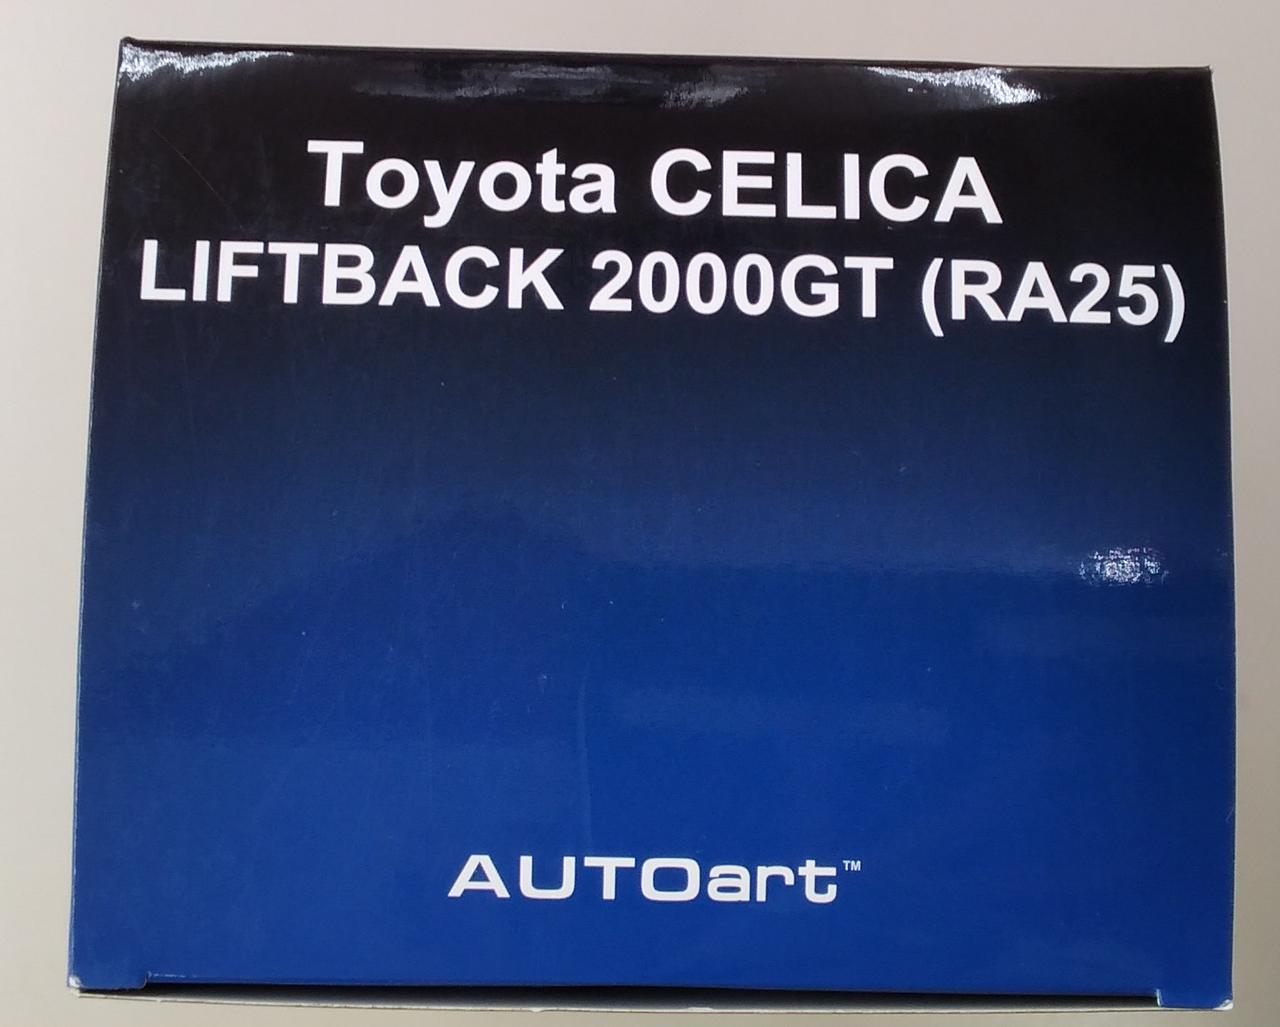 Toyota CELICA
LIFTBACK 2000GT (RA25)
AUTOart™